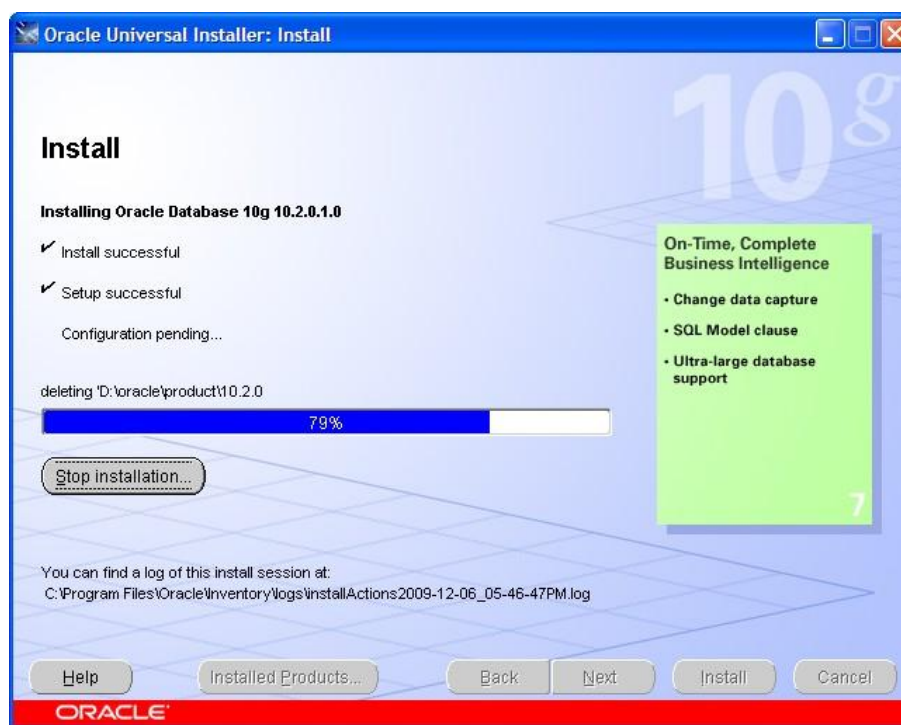 Oracle Universal Installer: Install
10g
Install
Installing Oracle Database 10g 10.2.0.1.0
Install successful
Setup successful
Configuration pending...
deleting 'D:\oracle\product\10.2.0
79%
Stop installation...
On-Time, Complete
Business Intelligence
• Change data capture
• SQL Model clause
• Ultra-large database
support
7
You can find a log of this install session at:
C:\Program Files\Oracle\Inventory\logs\installActions2009-12-06_05-46-47PM.log
Help
Installed Products...
Back
Next
Install
Cancel
ORACLE